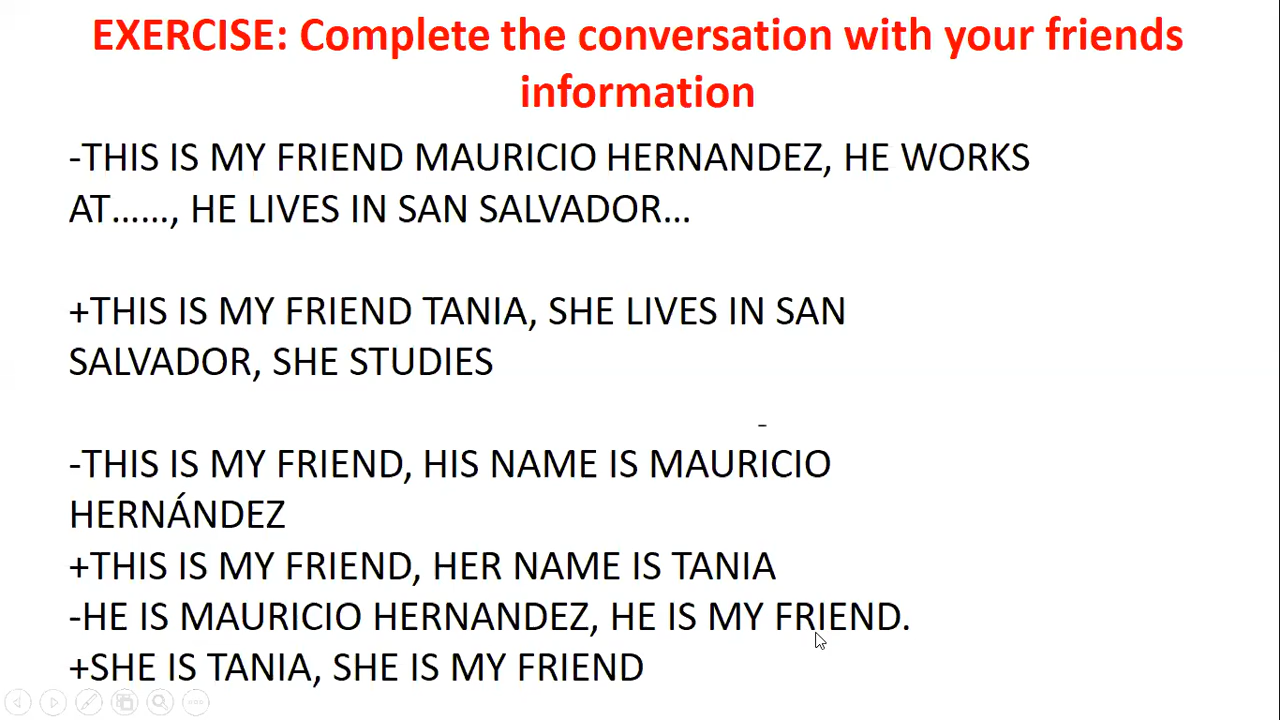 EXERCISE: Complete the conversation with your friends
information
-THIS IS MY FRIEND MAURICIO HERNANDEZ, HE WORKS
AT……, HE LIVES IN SAN SALVADOR…
+THIS IS MY FRIEND TANIA, SHE LIVES IN SAN
SALVADOR, SHE STUDIES
-
-THIS IS MY FRIEND, HIS NAME IS MAURICIO
HERNÁNDEZ
+THIS IS MY FRIEND, HER NAME IS TANIA
-HE IS MAURICIO HERNANDEZ, HE IS MY FRIEND.
+SHE IS TANIA, SHE IS MY FRIEND